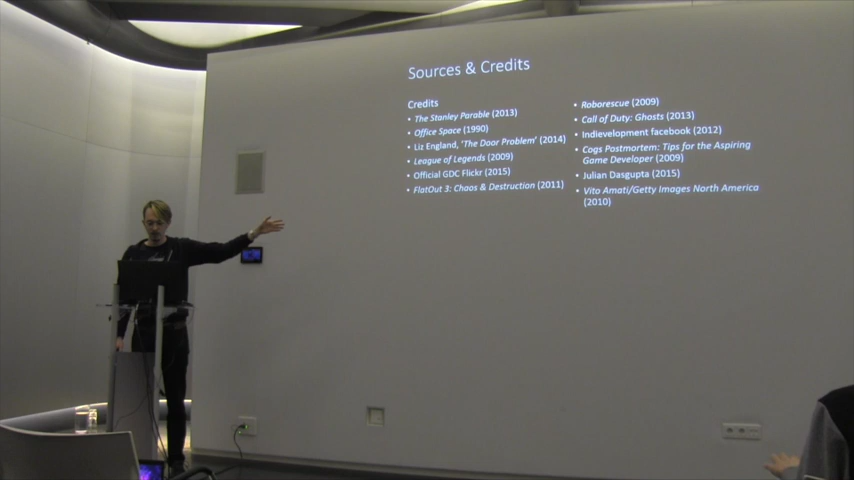 Sources & Credits
Credits
• The Stanley Parable (2013)
• Office Space (1990)
• Liz England, ‘The Door Problem’ (2014)
• League of Legends (2009)
• Official GDC Flickr (2015)
• FlatOut 3: Chaos & Destruction (2011)
• Roborescue (2009)
• Call of Duty: Ghosts (2013)
• Indievelopment facebook (2012)
• Cogs Postmortem: Tips for the Aspiring
Game Developer (2009)
• Julian Dasgupta (2015)
• Vito Amati/Getty Images North America
(2010)